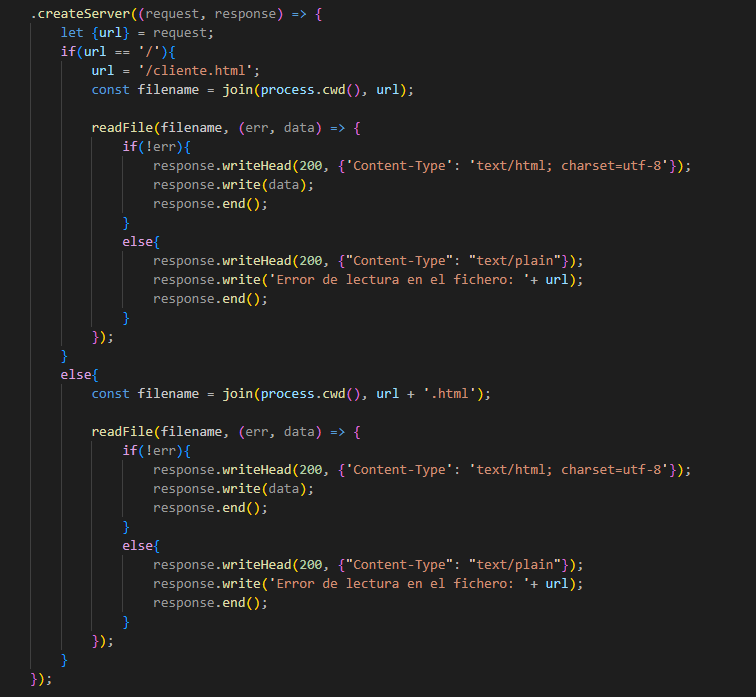 .createServer((request, response) => {
let {url} = request;
if(url == '/'){
url = '/cliente.html';
const filename = join(process.cwd(), url);
readFile(filename, (err, data) => {
if(!err){
response.writeHead(200, {'Content-Type': 'text/html; charset=utf-8'});
response.write(data);
response.end();
}
else{
response.writeHead(200, {"Content-Type": "text/plain"});
response.write('Error de lectura en el fichero: '+ url);
response.end();
}
});
}
else{
const filename = join(process.cwd(), url + '.html');
readFile(filename, (err, data) => {
if(!err){
response.writeHead(200, {'Content-Type': 'text/html; charset=utf-8'});
response.write(data);
response.end();
}
else{
response.writeHead(200, {"Content-Type": "text/plain"});
response.write('Error de lectura en el fichero: '+ url);
response.end();
}
});
}
});